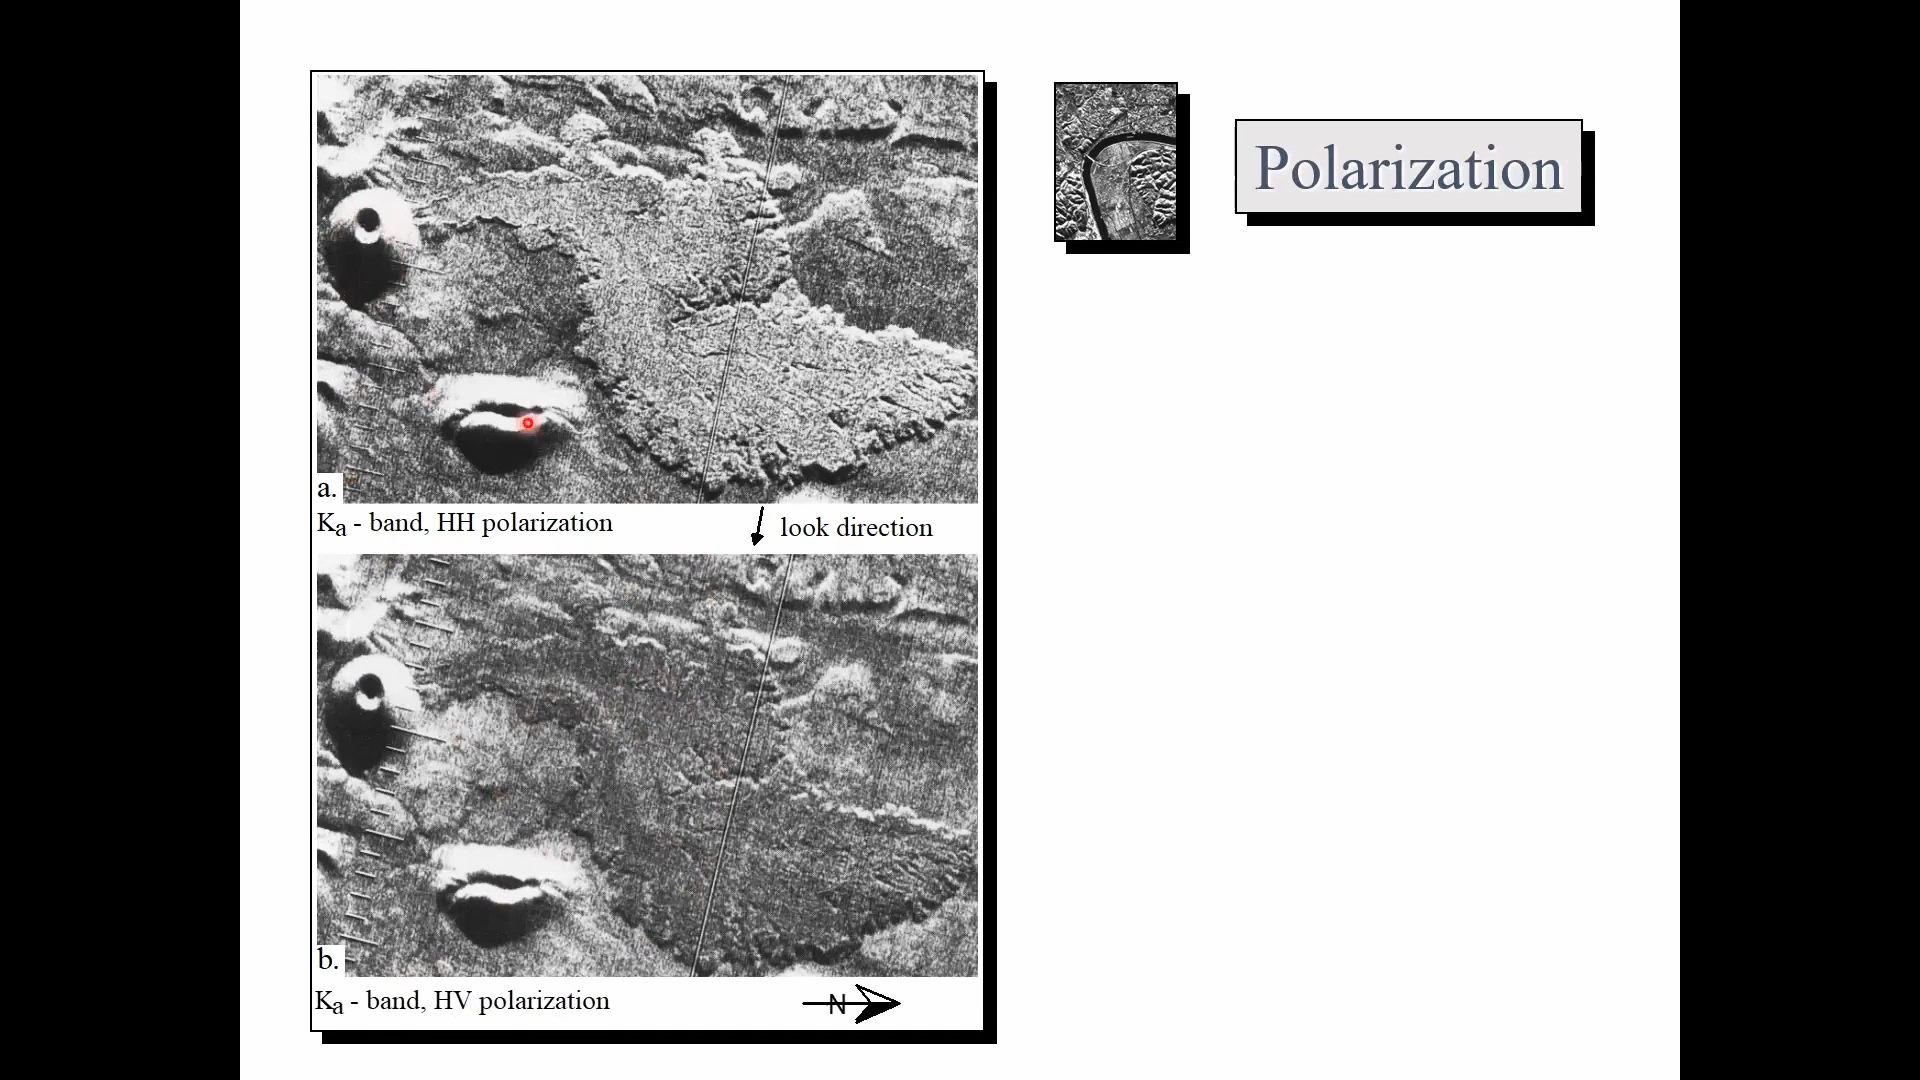 Polarization
a.
Ka - band, HH polarization
look direction
b.
Ka - band, HV polarization
N